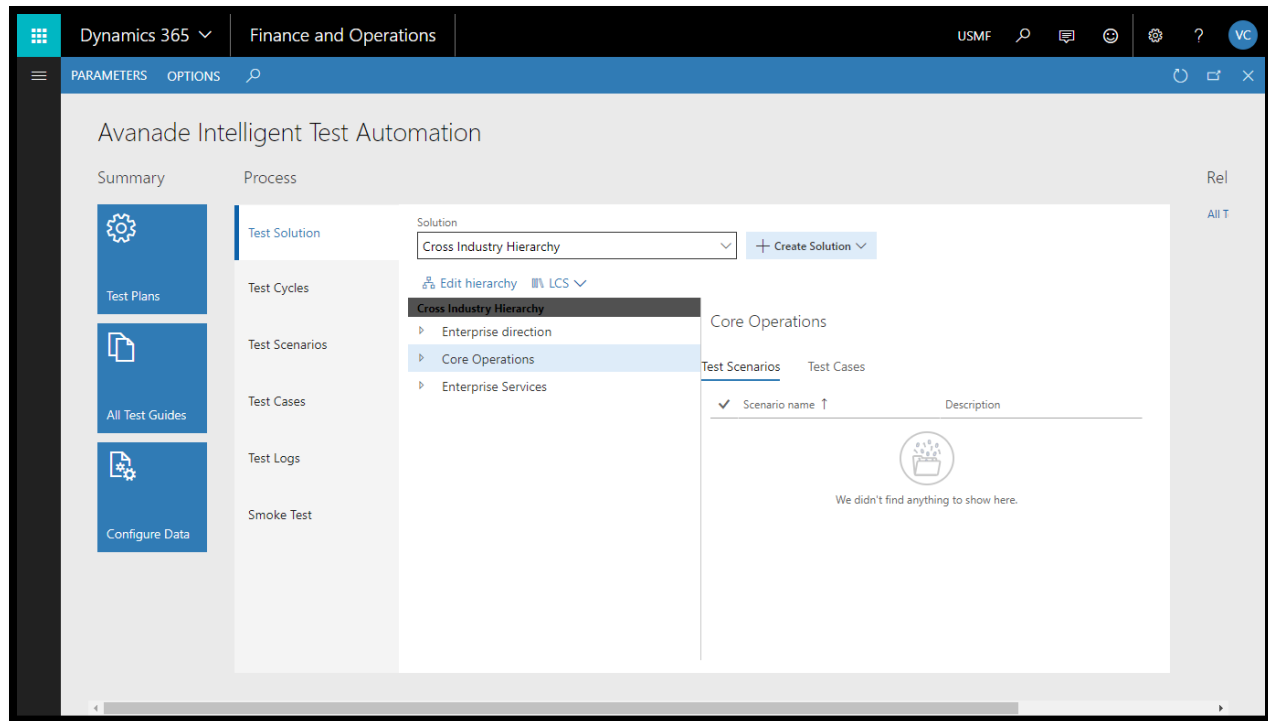 Dynamics 365
Finance and Operations
USMF
?
VC
PARAMETERS OPTIONS
Avanade Intelligent Test Automation
Summary
Process
Rel
Test Plans
All Test Guides
Configure Data
Test Solution
Test Cycles
Test Scenarios
Test Cases
Test Logs
Smoke Test
Solution
Cross Industry Hierarchy
+ Create Solution
Edit hierarchy LCS
Cross Industry Hierarchy
Enterprise direction
Core Operations
Enterprise Services
Core Operations
Test Scenarios Test Cases
Scenario name ↑ Description
We didn't find anything to show here.
All T